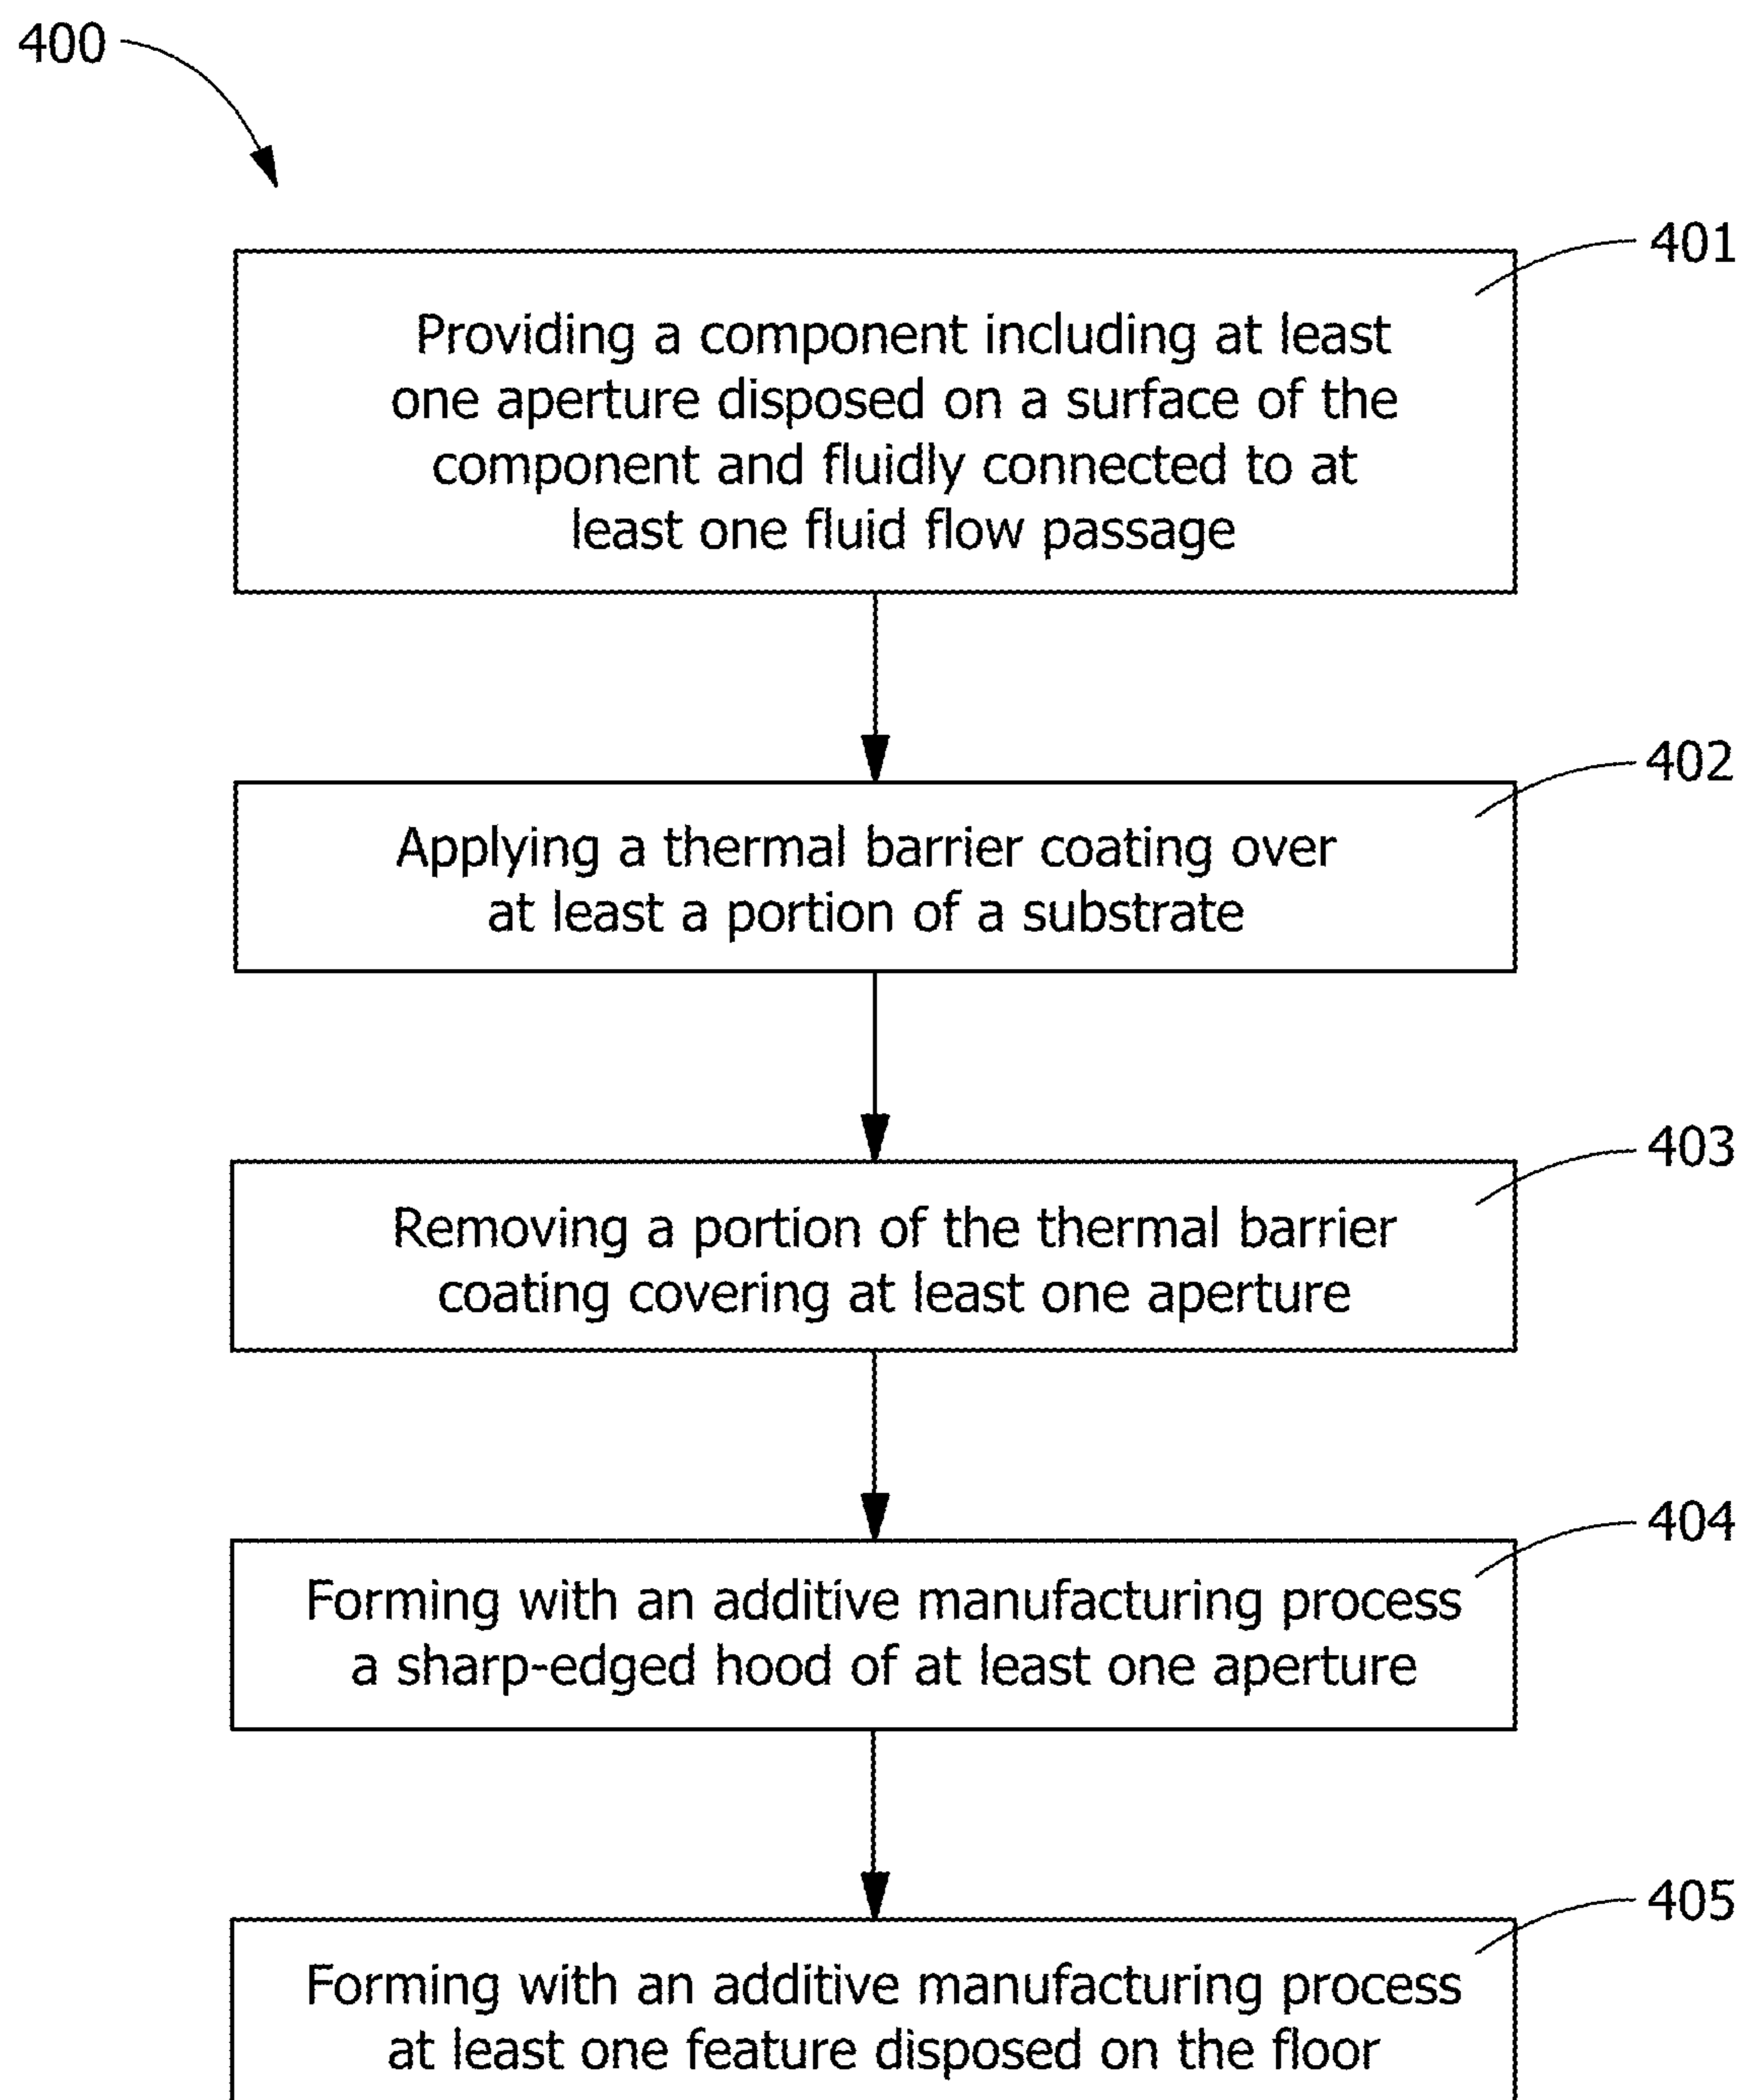 400
401
Providing a component including at least
one aperture disposed on a surface of the
component and fluidly connected to at
least one fluid flow passage
402
Applying a thermal barrier coating over
at least a portion of a substrate
403
Removing a portion of the thermal barrier
coating covering at least one aperture
404
Forming with an additive manufacturing process
a sharp-edged hood of at least one aperture
405
Forming with an additive manufacturing process
at least one feature disposed on the floor